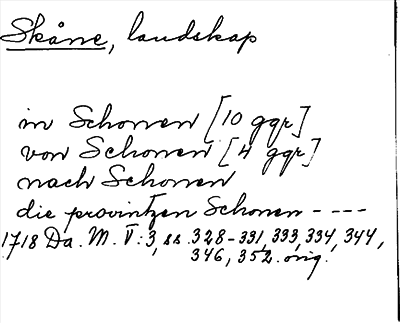 Skåne, landskap
in Schonen [10 ggr]
von Schonen [4 ggr]
nach Schonen
die provintzen Schonen - - - -
1718 Da. M. V:3, ss. 328-331, 333, 334, 344,
346, 352. orig.